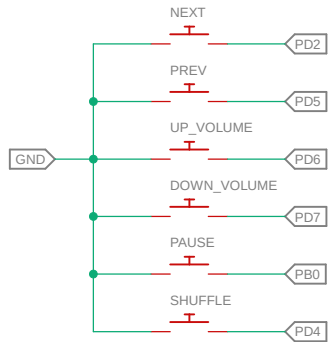 NEXT
PD2
PREV
PD5
UP_VOLUME
GND
PD6
DOWN_VOLUME
PD7
PAUSE
PB0
SHUFFLE
PD4